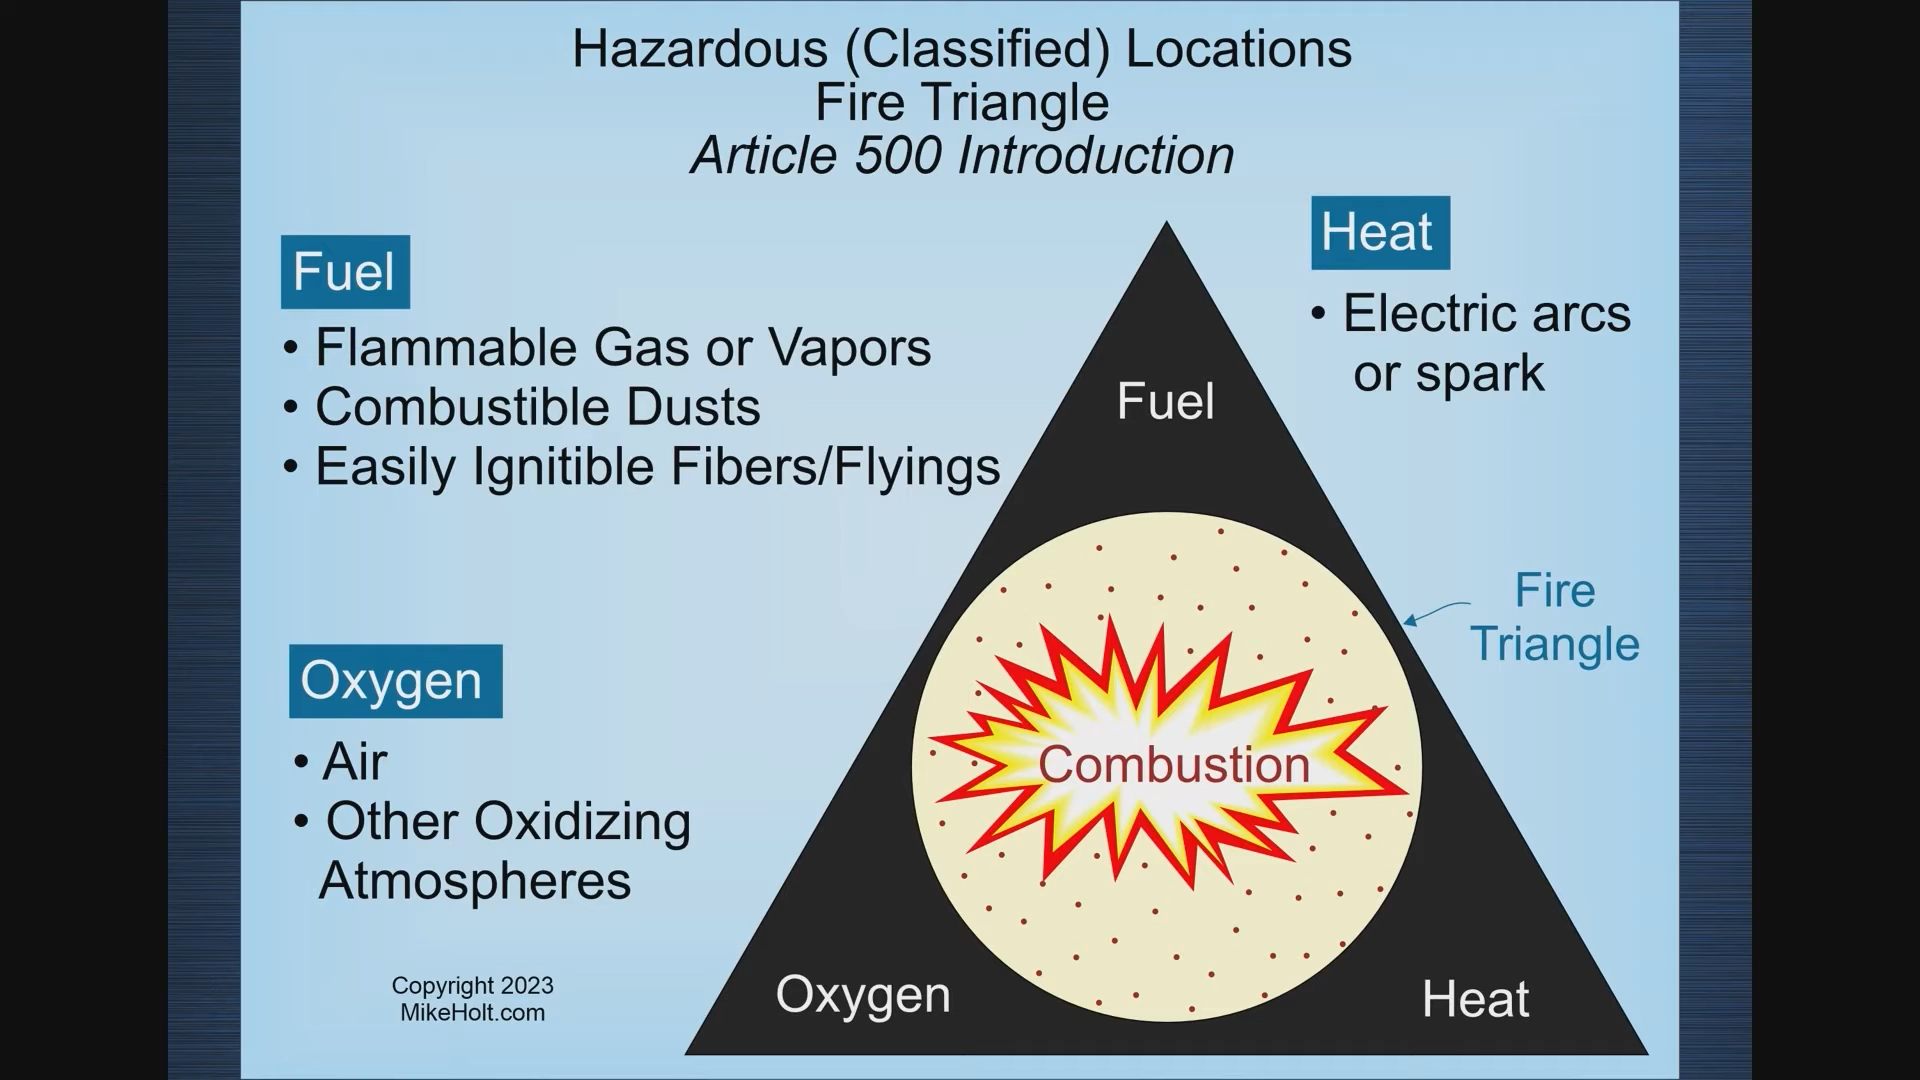 Hazardous (Classified) Locations
Fire Triangle
Article 500 Introduction
Fuel
• Flammable Gas or Vapors
• Combustible Dusts
• Easily Ignitible Fibers/Flyings
Heat
• Electric arcs
or spark
Fuel
Fire
Triangle
Oxygen
• Air
• Other Oxidizing
Atmospheres
Combustion
Oxygen
Heat
Copyright 2023
MikeHolt.com